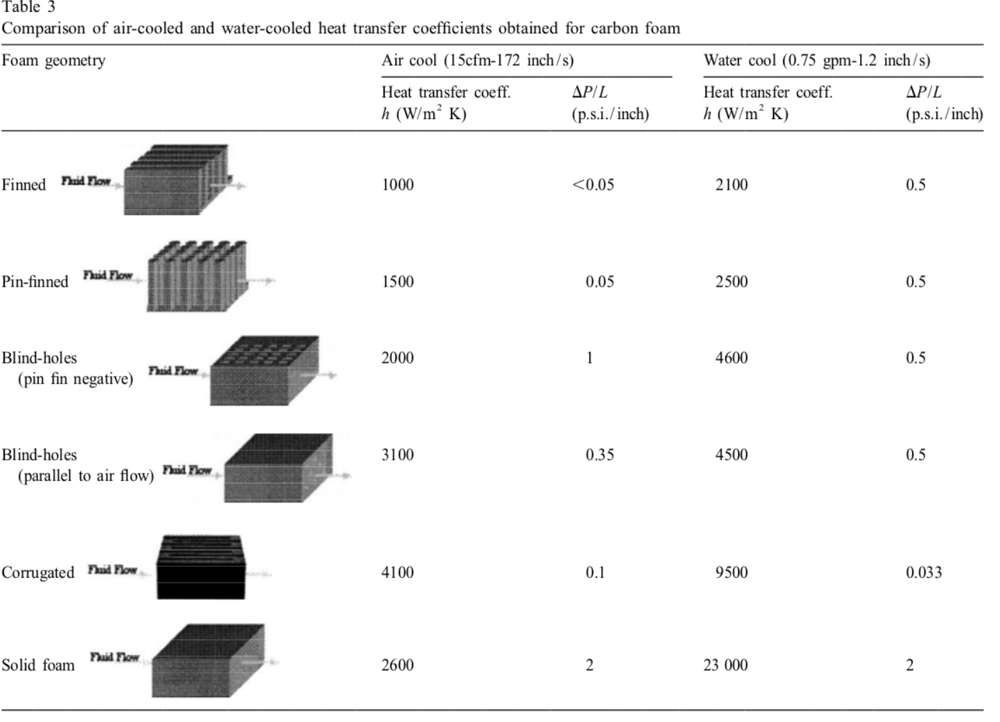 Table 3
Comparison of air-cooled and water-cooled heat transfer coefficients obtained for carbon foam
Foam geometry Air cool (15cfm-172 inch/s) Water cool (0.75 gpm-1.2 inch/s)
Heat transfer coeff. ΔP/L Heat transfer coeff. ΔP/L
h (W/m² K) (p.s.i./inch) h (W/m² K) (p.s.i./inch)
Finned Fluid Flow 1000 <0.05 2100 0.5
Pin-finned Fluid Flow 1500 0.05 2500 0.5
Blind-holes 2000 1 4600 0.5
(pin fin negative) Fluid Flow
Blind-holes 3100 0.35 4500 0.5
(parallel to air flow) Fluid Flow
Corrugated Fluid Flow 4100 0.1 9500 0.033
Solid foam Fluid Flow 2600 2 23 000 2